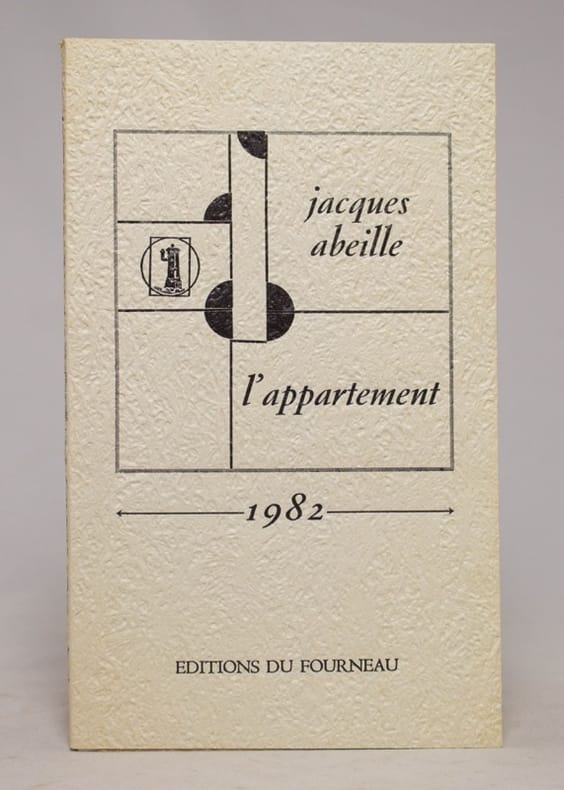 jacques
abeille
l'appartement
1982
EDITIONS DU FOURNEAU